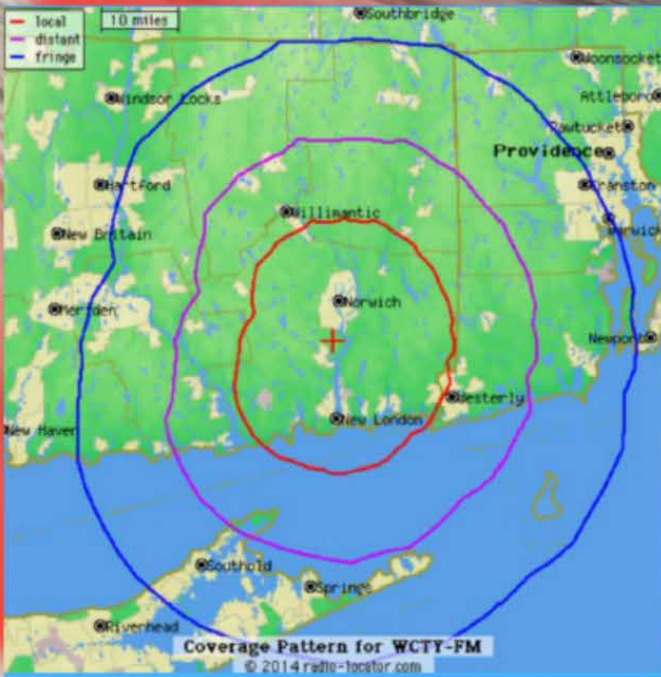 local
10 miles
distant
fringe
Southbridge
Woonsocket
Windsor Locks
Attleboro
Pawtucket
Providence
Hartford
Cranston
Willimantic
Warwick
New Britain
Norwich
Meriden
Newport
Westerly
New London
New Haven
Southold
Springs
Riverhead
Coverage Pattern for WCTY-FM
© 2014 radio-locator.com